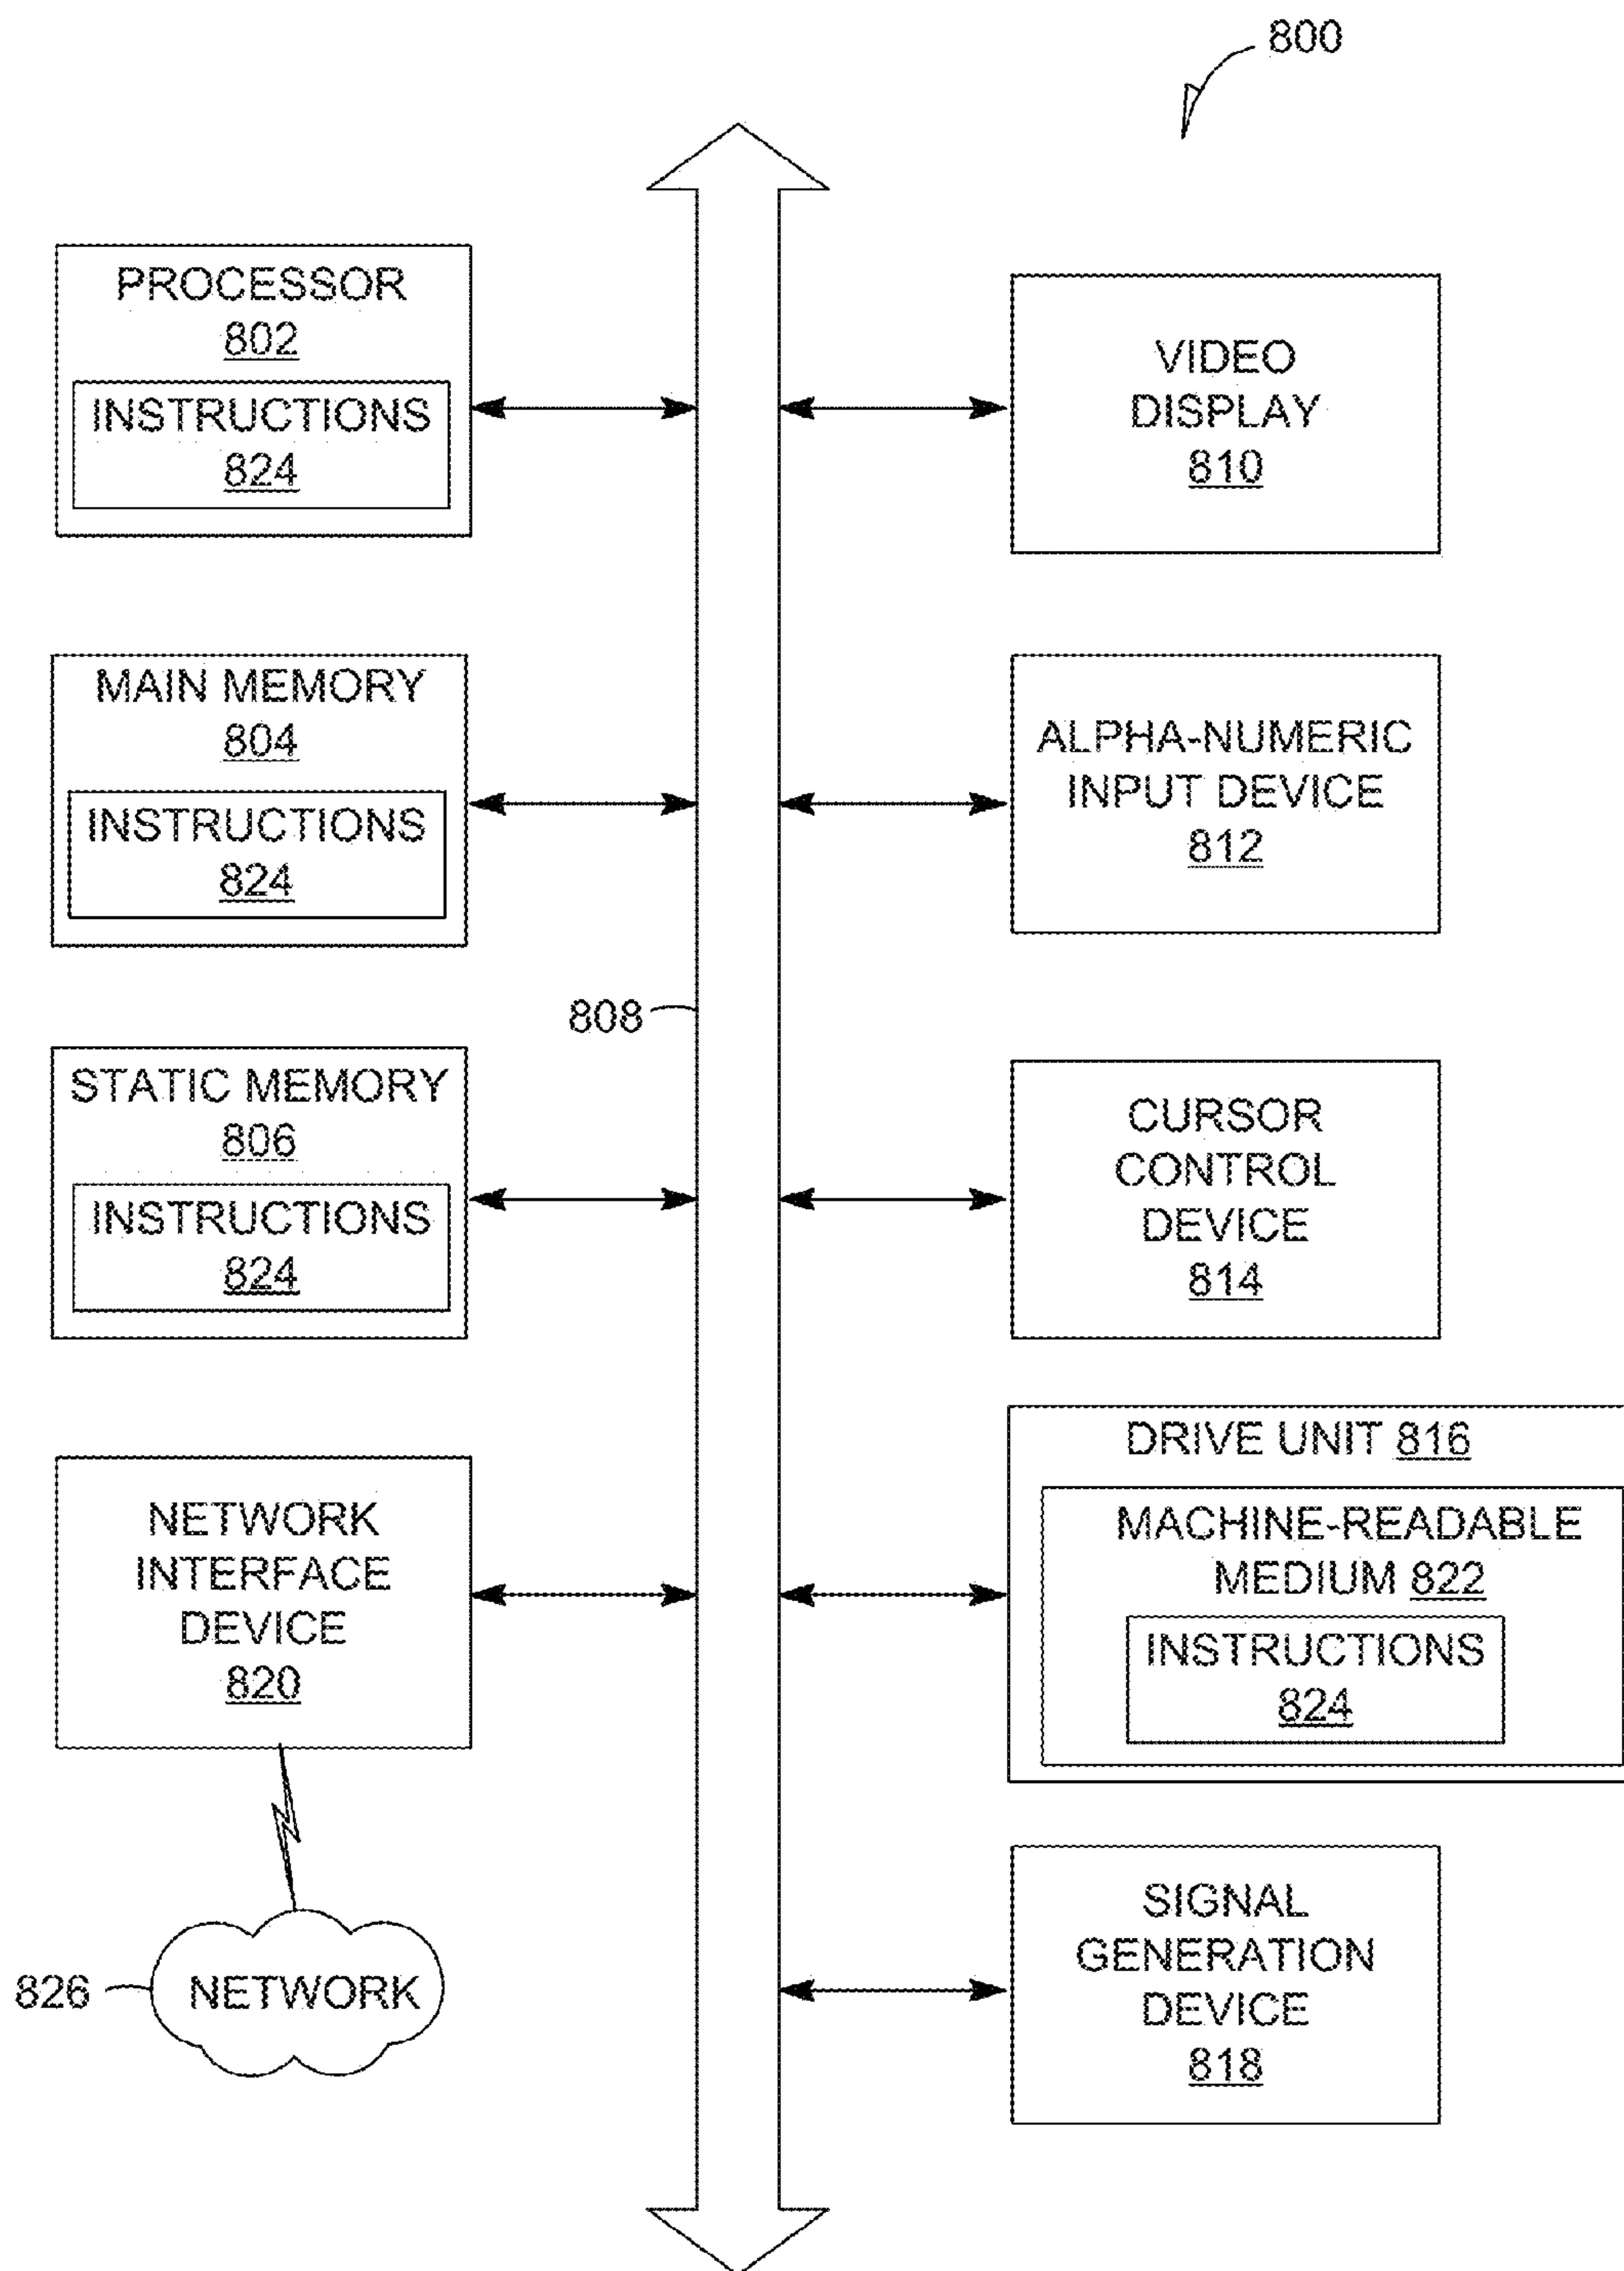 800
PROCESSOR
802
INSTRUCTIONS
824
VIDEO
DISPLAY
810
MAIN MEMORY
804
INSTRUCTIONS
824
ALPHA-NUMERIC
INPUT DEVICE
812
808
STATIC MEMORY
806
INSTRUCTIONS
824
CURSOR
CONTROL
DEVICE
814
NETWORK
INTERFACE
DEVICE
820
DRIVE UNIT 816
MACHINE-READABLE
MEDIUM 822
INSTRUCTIONS
824
826
NETWORK
SIGNAL
GENERATION
DEVICE
818